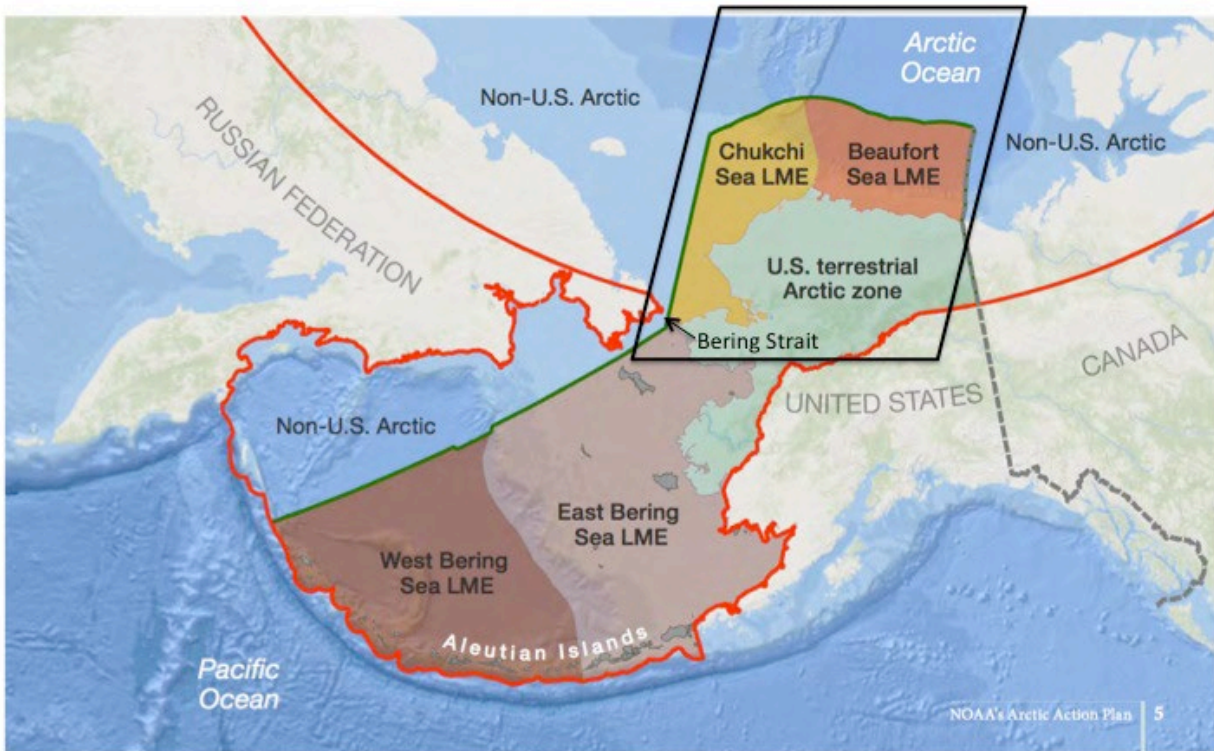 Arctic
Ocean
Non-U.S. Arctic
RUSSIAN FEDERATION
Chukchi
Sea LME
Beaufort
Sea LME
Non-U.S. Arctic
U.S. terrestrial
Arctic zone
Bering Strait
CANADA
UNITED STATES
Non-U.S. Arctic
East Bering
Sea LME
West Bering
Sea LME
Aleutian Islands
Pacific
Ocean
NOAA's Arctic Action Plan | 5